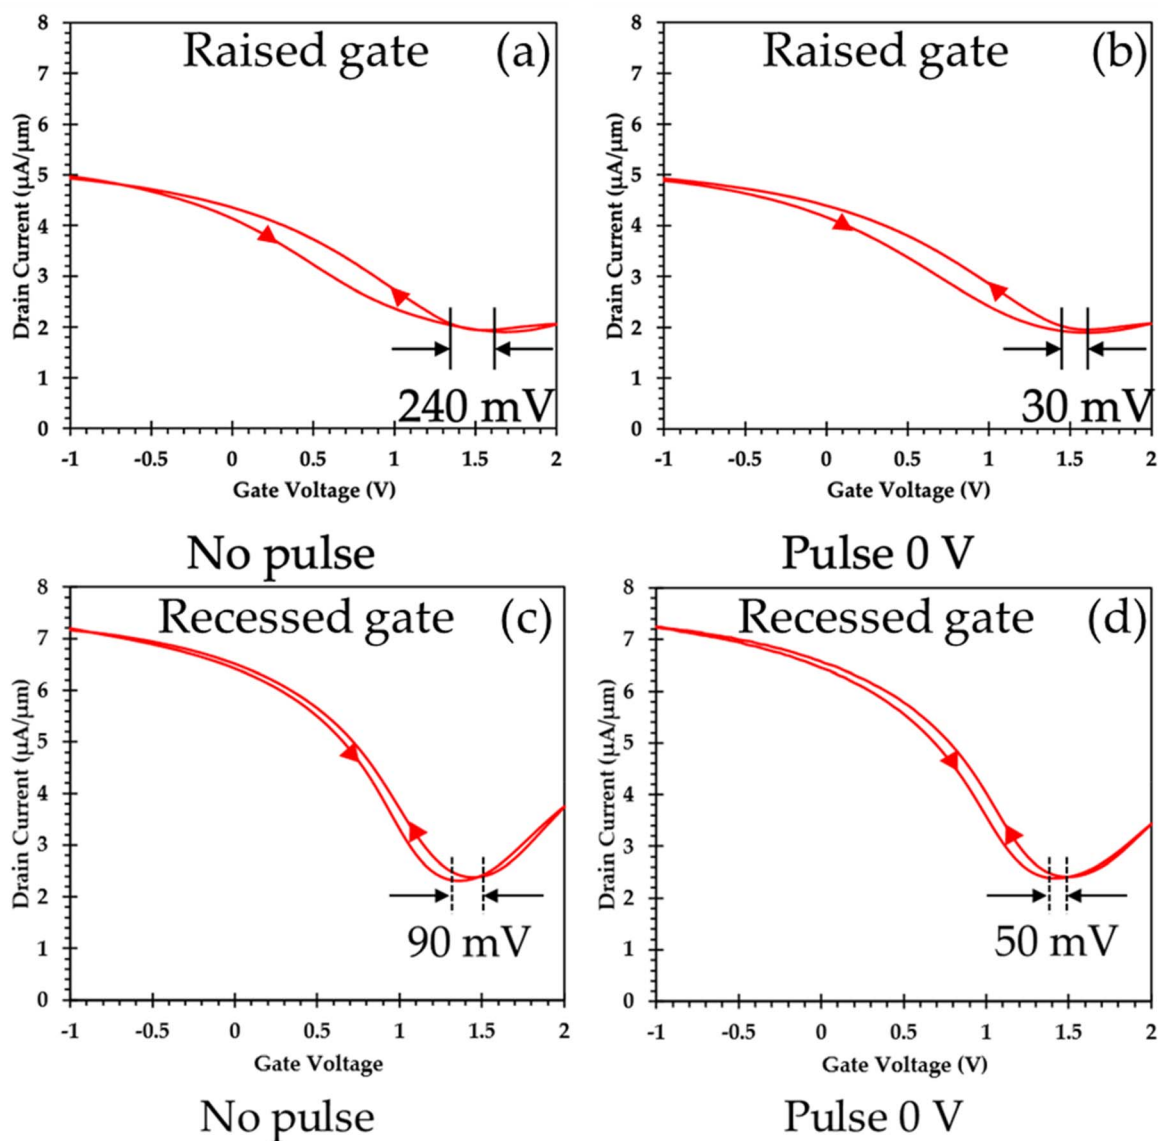 Raised gate (a)
8
7
6
5
4
3
2
1
0
Drain Current (μA/μm)
240 mV
-1 -0.5 0 0.5 1 1.5 2
Gate Voltage (V)
No pulse
Raised gate (b)
8
7
6
5
4
3
2
1
0
Drain Current (μA/μm)
30 mV
-1 -0.5 0 0.5 1 1.5 2
Gate Voltage (V)
Pulse 0 V
Recessed gate (c)
8
7
6
5
4
3
2
1
0
Drain Current (μA/μm)
90 mV
-1 -0.5 0 0.5 1 1.5 2
Gate Voltage
No pulse
Recessed gate (d)
8
7
6
5
4
3
2
1
0
Drain Current (μA/μm)
50 mV
-1 -0.5 0 0.5 1 1.5 2
Gate Voltage (V)
Pulse 0 V